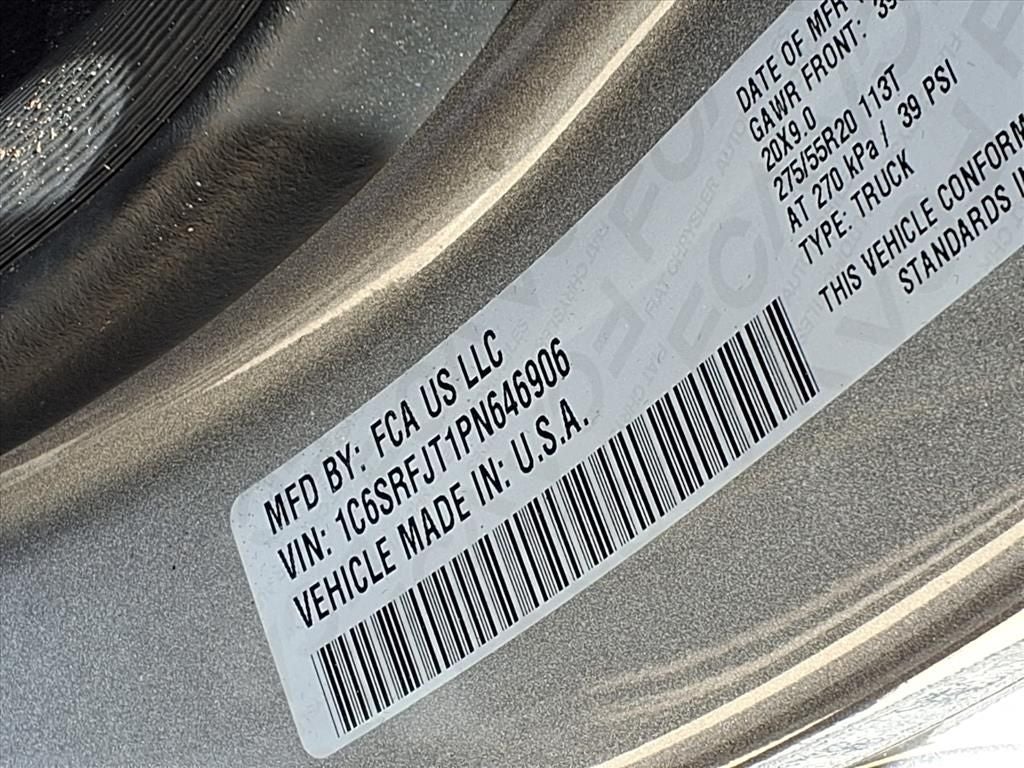 MFD BY: FCA US LLC
VIN: 1C6SRFJT1PN646906
VEHICLE MADE IN: U.S.A.
DATE OF MFR
GAWR FRONT: 39
20X9.0
275/55R20 113T
AT 270 kPa / 39 PSI
TYPE: TRUCK
THIS VEHICLE CONFORM
STANDARDS